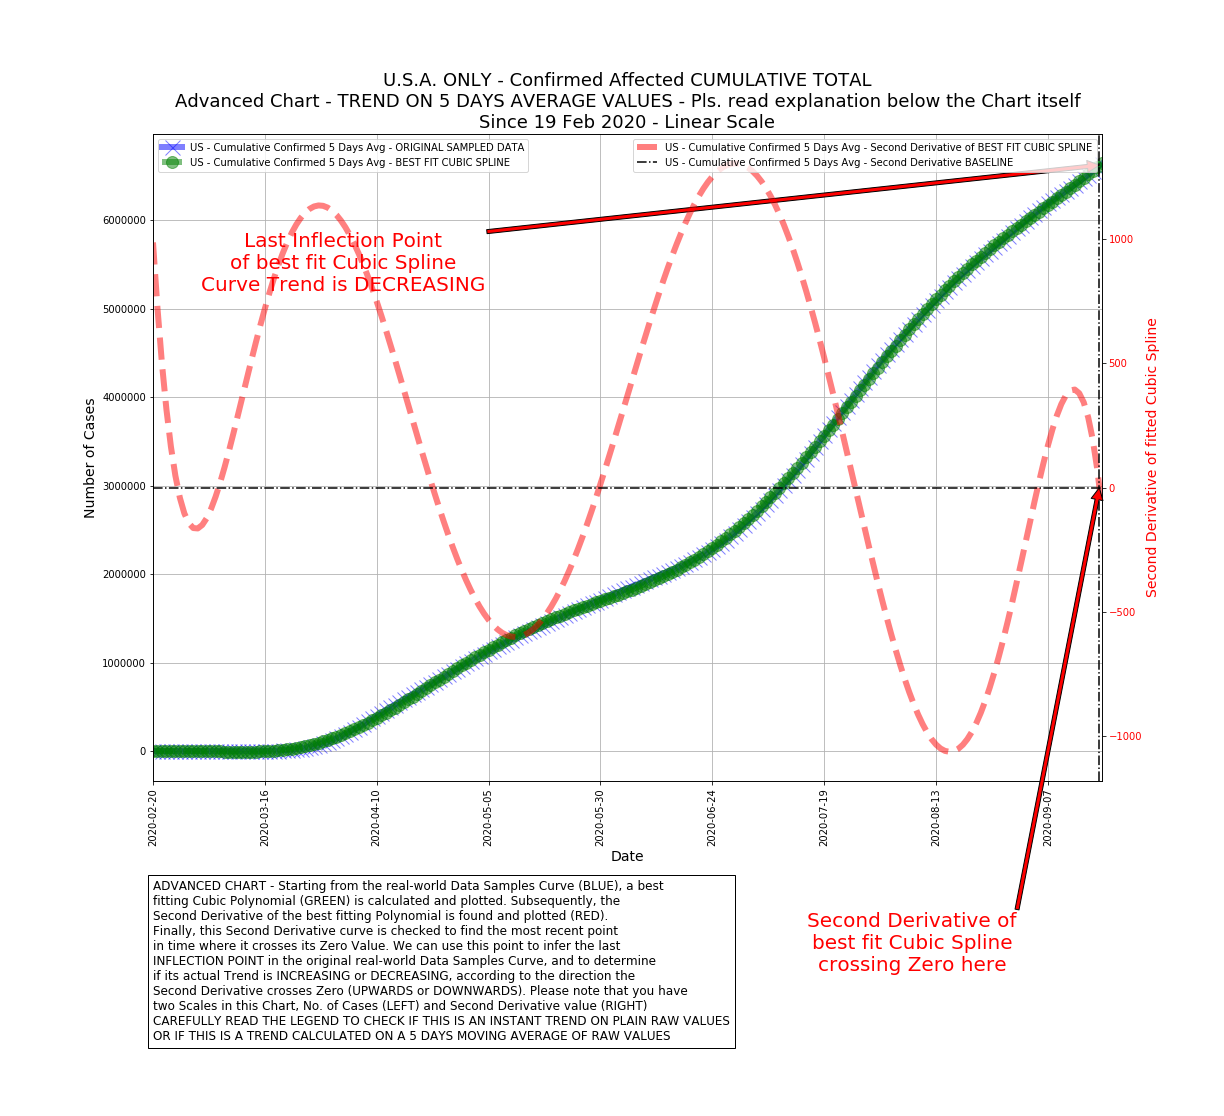 U.S.A. ONLY - Confirmed Affected CUMULATIVE TOTAL
Advanced Chart - TREND ON 5 DAYS AVERAGE VALUES - Pls. read explanation below the Chart itself
Since 19 Feb 2020 - Linear Scale
US - Cumulative Confirmed 5 Days Avg - ORIGINAL SAMPLED DATA
US - Cumulative Confirmed 5 Days Avg - BEST FIT CUBIC SPLINE
US - Cumulative Confirmed 5 Days Avg - Second Derivative of BEST FIT CUBIC SPLINE
US - Cumulative Confirmed 5 Days Avg - Second Derivative BASELINE
Last Inflection Point
of best fit Cubic Spline
Curve Trend is DECREASING
Number of Cases
6000000
5000000
4000000
3000000
2000000
1000000
0
1000
500
0
−500
−1000
Second Derivative of fitted Cubic Spline
2020-02-20
2020-03-16
2020-04-10
2020-05-05
2020-05-30
2020-06-24
2020-07-19
2020-08-13
2020-09-07
Date
Second Derivative of
best fit Cubic Spline
crossing Zero here
ADVANCED CHART - Starting from the real-world Data Samples Curve (BLUE), a best
fitting Cubic Polynomial (GREEN) is calculated and plotted. Subsequently, the
Second Derivative of the best fitting Polynomial is found and plotted (RED).
Finally, this Second Derivative curve is checked to find the most recent point
in time where it crosses its Zero Value. We can use this point to infer the last
INFLECTION POINT in the original real-world Data Samples Curve, and to determine
if its actual Trend is INCREASING or DECREASING, according to the direction the
Second Derivative crosses Zero (UPWARDS or DOWNWARDS). Please note that you have
two Scales in this Chart, No. of Cases (LEFT) and Second Derivative value (RIGHT)
CAREFULLY READ THE LEGEND TO CHECK IF THIS IS AN INSTANT TREND ON PLAIN RAW VALUES
OR IF THIS IS A TREND CALCULATED ON A 5 DAYS MOVING AVERAGE OF RAW VALUES